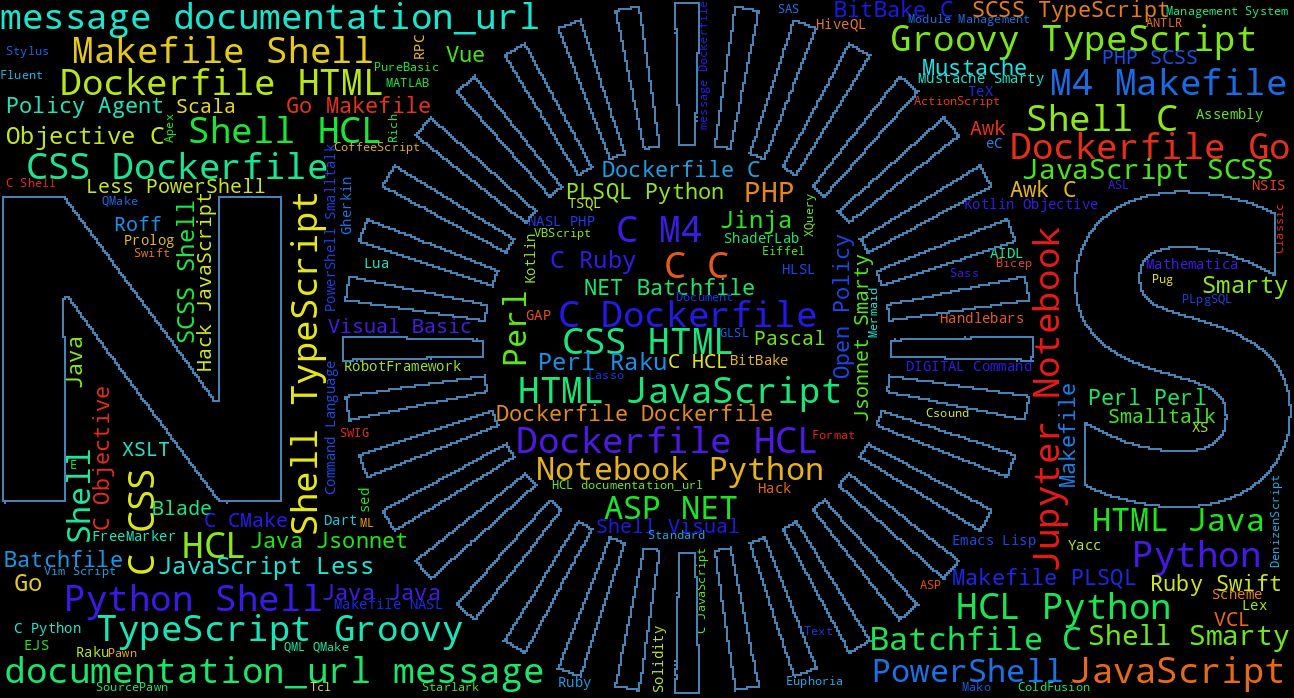 message documentation_url
Makefile Shell
Stylus
Fluent
RPC
Vue
PureBasic
MATLAB
Dockerfile HTML
Policy Agent
Scala
Go Makefile
Objective C
Apex
Shell HCL
Rich
CoffeeScript
CSS Dockerfile
C Shell
Less PowerShell
QMake
Roff
Prolog
Swift
SCSS Shell
Hack JavaScript
Shell TypeScript
PowerShell Smalltalk
Gherkin
Lua
Visual Basic
RobotFramework
Command Language
Java
C Objective
XSLT
SWIG
E
Shell
C CSS
Blade
C CMake
Dart
ML
sed
FreeMarker
HCL
Java Jsonnet
Batchfile
Vim Script
JavaScript Less
Go
Python Shell
Java Java
Makefile NASL
C Python
TypeScript Groovy
EJS
Raku
Pawn
QML QMake
documentation_url message
SourcePawn
Tcl
Starlark
message Dockerfile
SAS
HiveQL
Dockerfile C
PLSQL Python
TSQL
PHP
NASL PHP
VBScript
C M4
Jinja
ShaderLab
XQuery
Eiffel
Kotlin
C Ruby
C C
HLSL
NET Batchfile
Document
Open Policy
Perl
GAP
C Dockerfile
CSS HTML
GLSL
Pascal
Mermaid
Perl Raku
C HCL
BitBake
Lasso
HTML JavaScript
Jsonnet Smarty
Dockerfile Dockerfile
Dockerfile HCL
Format
Notebook Python
HCL documentation_url
Hack
ASP NET
Shell Visual
Standard
C JavaScript
Solidity
Ruby
Text
Euphoria
BitBake C
SCSS TypeScript
Management System
Module Management
ANTLR
Groovy TypeScript
PHP SCSS
Mustache
Mustache Smarty
M4 Makefile
TeX
ActionScript
Shell C
Assembly
Awk
eC
Dockerfile Go
JavaScript SCSS
Awk C
ASL
NSIS
Kotlin Objective
Classic
AIDL
Bicep
Sass
Mathematica
Pug
Smarty
PLpgSQL
Handlebars
Jupyter Notebook
DIGITAL Command
Csound
Makefile
Perl Perl
Smalltalk
XS
HTML Java
DenizenScript
Emacs Lisp
Yacc
Python
ASP
Makefile PLSQL
Ruby Swift
Scheme
Lex
HCL Python
VCL
Batchfile C
Shell Smarty
PowerShell
JavaScript
Mako
ColdFusion